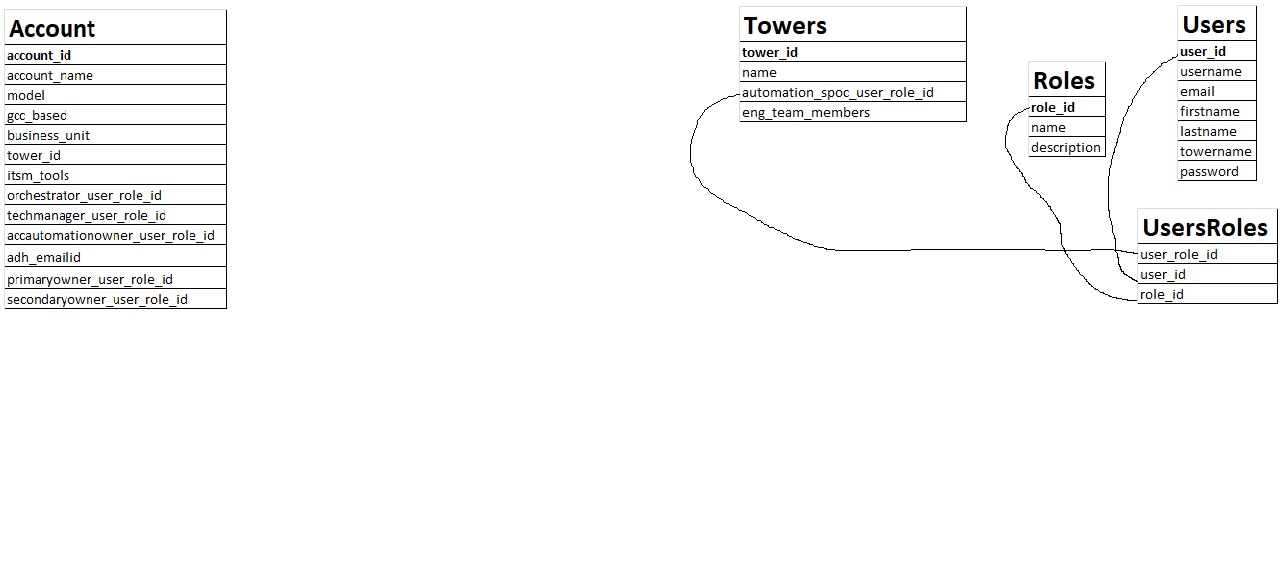 Account
account_id
account_name
model
gcc_based
business_unit
tower_id
itsm_tools
orchestrator_user_role_id
techmanager_user_role_id
accautomationowner_user_role_id
adh_emailid
primaryowner_user_role_id
secondaryowner_user_role_id
Towers
tower_id
name
automation_spoc_user_role_id
eng_team_members
Roles
role_id
name
description
Users
user_id
username
email
firstname
lastname
towername
password
UsersRoles
user_role_id
user_id
role_id